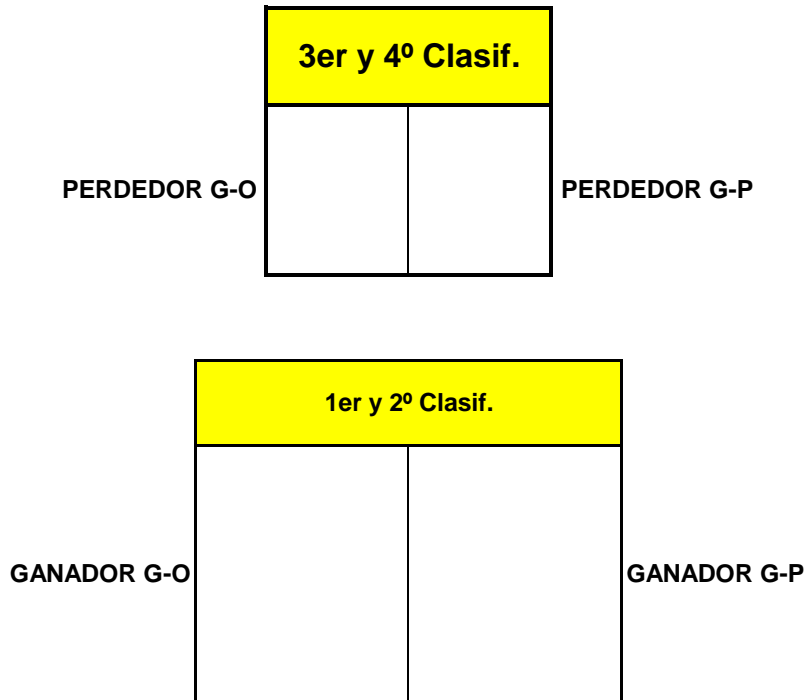 3er y 4º Clasif.
PERDEDOR G-O
PERDEDOR G-P
1er y 2º Clasif.
GANADOR G-O
GANADOR G-P